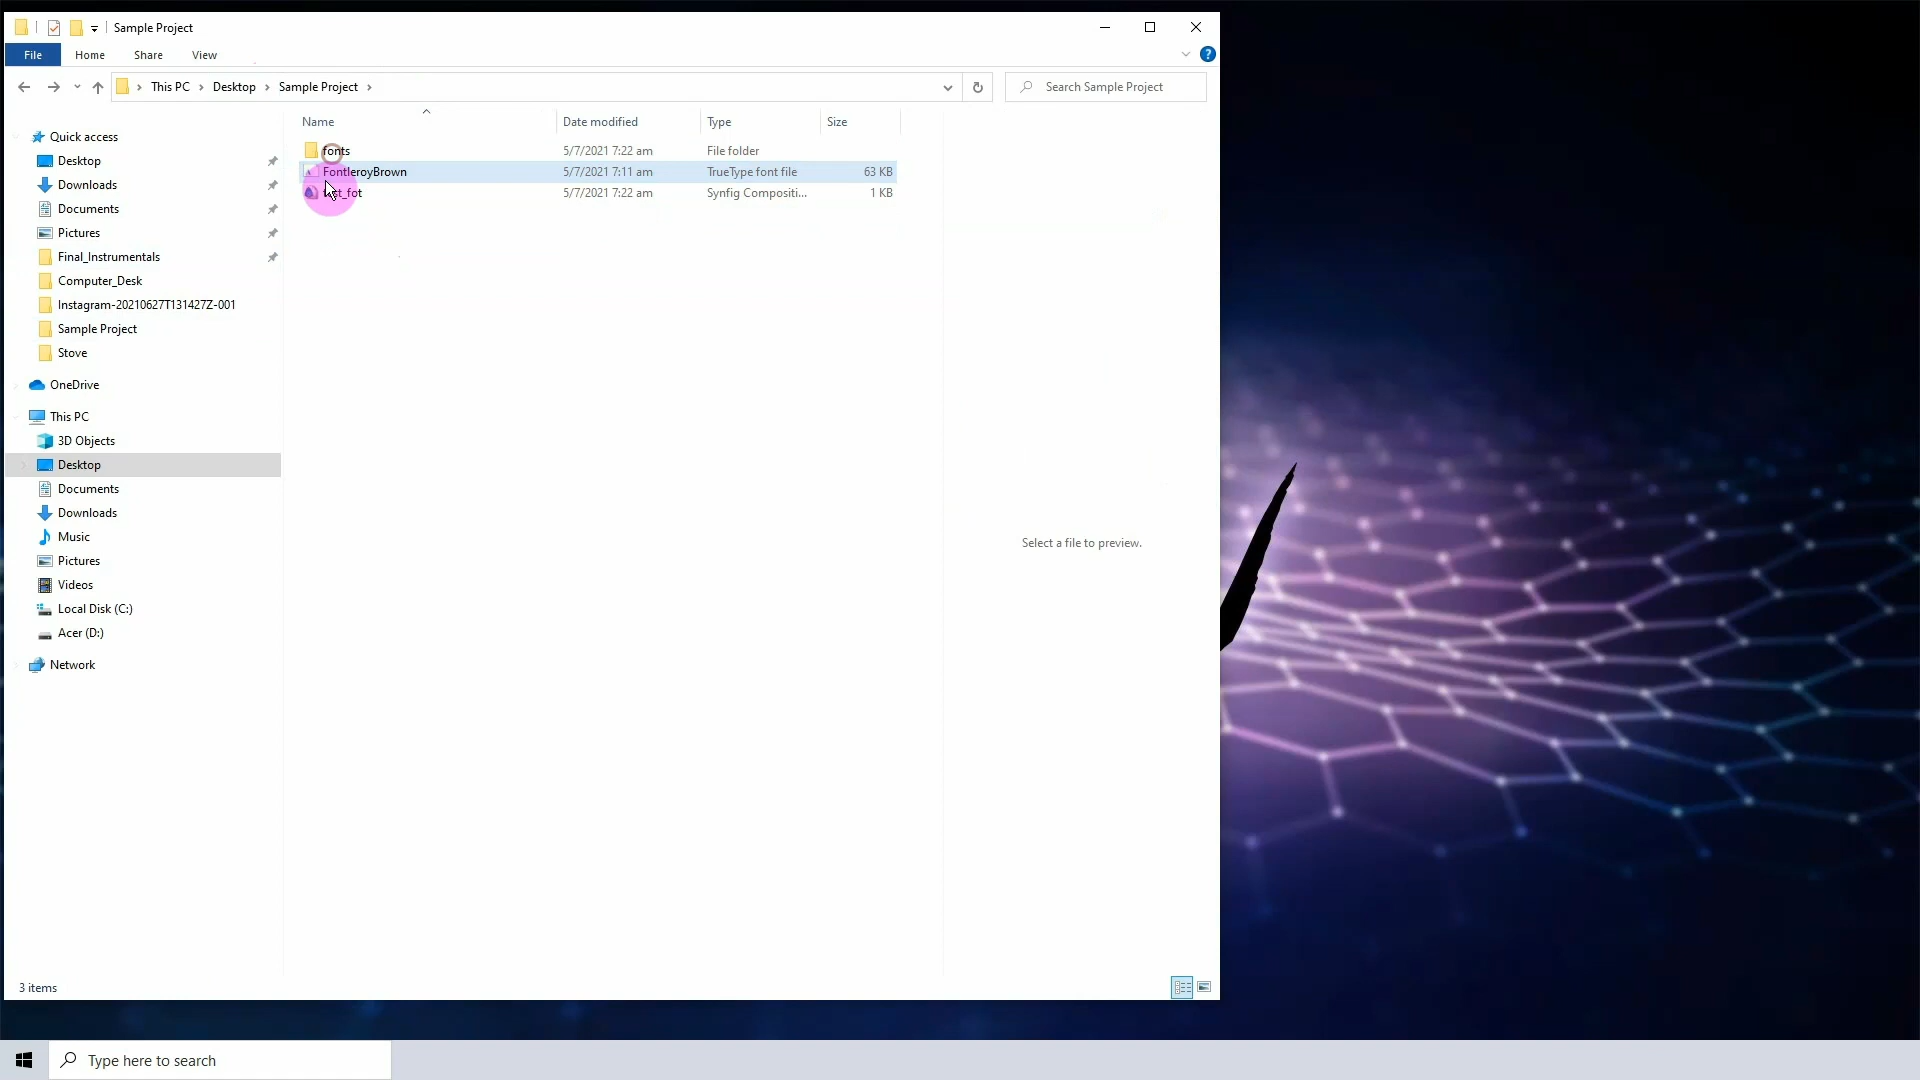 Sample Project
File Home Share View
This PC > Desktop > Sample Project >
Search Sample Project
Name Date modified Type Size
fonts 5/7/2021 7:22 am File folder
FontleroyBrown 5/7/2021 7:11 am TrueType font file 63 KB
5/7/2021 7:22 am Synfig Compositi... 1 KB
Quick access
Desktop
Downloads
Documents
Pictures
Final_Instrumentals
Computer_Desk
Instagram-20210627T131427Z-001
Sample Project
Stove
OneDrive
This PC
3D Objects
Desktop
Documents
Downloads
Music
Pictures
Videos
Local Disk (C:)
Acer (D:)
Network
Select a file to preview.
3 items
Type here to search